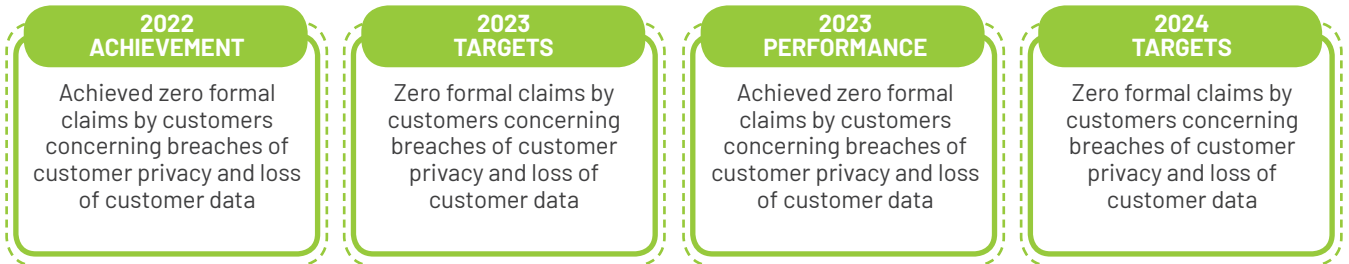 2022
ACHIEVEMENT
Achieved zero formal
claims by customers
concerning breaches of
customer privacy and loss
of customer data
2023
TARGETS
Zero formal claims by
customers concerning
breaches of customer
privacy and loss of
customer data
2023
PERFORMANCE
Achieved zero formal
claims by customers
concerning breaches of
customer privacy and loss
of customer data
2024
TARGETS
Zero formal claims by
customers concerning
breaches of customer
privacy and loss of
customer data